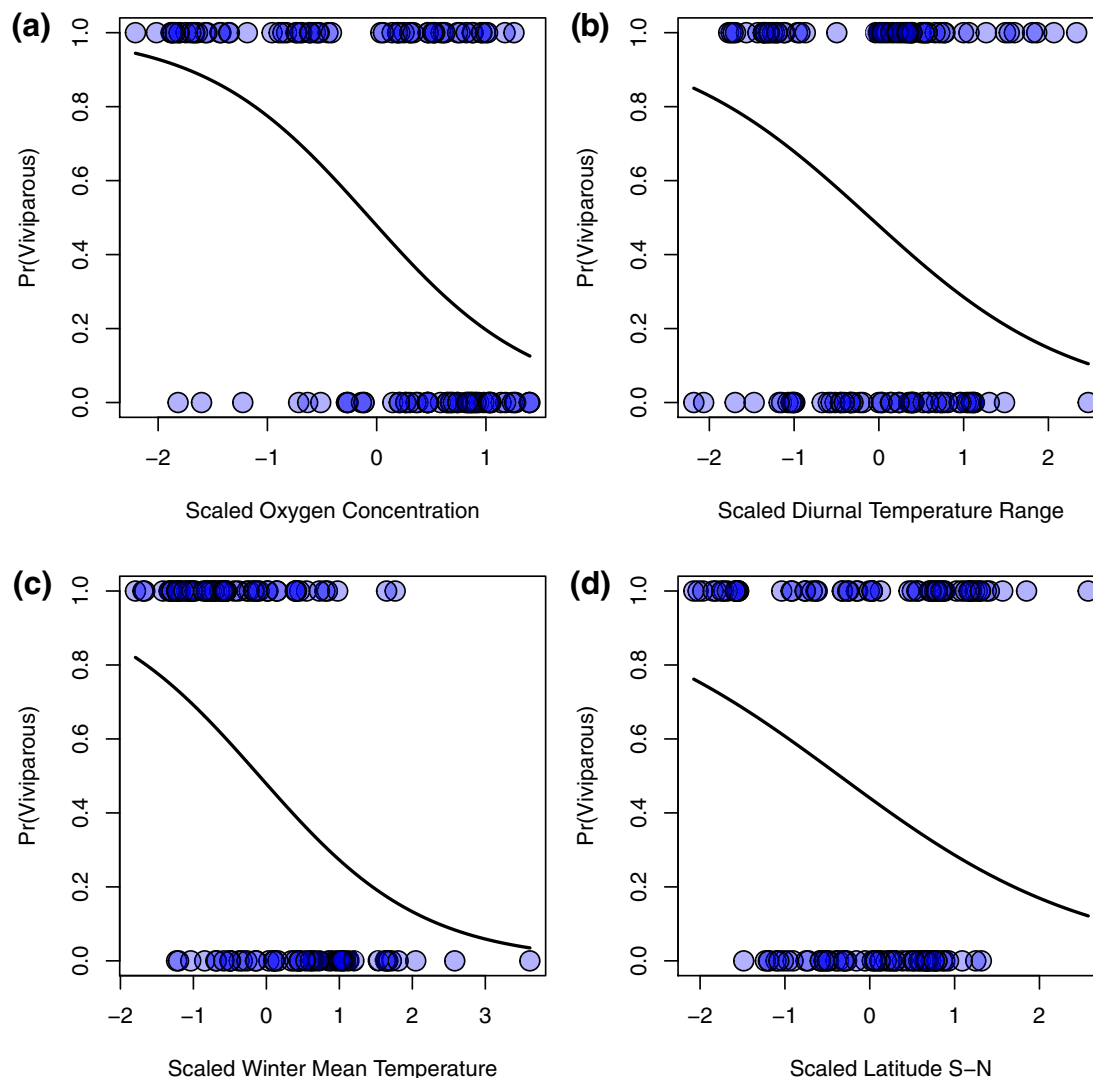 (a)
Pr(Viviparous)
0.0 0.2 0.4 0.6 0.8 1.0
−2 −1 0 1
Scaled Oxygen Concentration
(b)
Pr(Viviparous)
0.0 0.2 0.4 0.6 0.8 1.0
−2 −1 0 1 2
Scaled Diurnal Temperature Range
(c)
Pr(Viviparous)
0.0 0.2 0.4 0.6 0.8 1.0
−2 −1 0 1 2 3
Scaled Winter Mean Temperature
(d)
Pr(Viviparous)
0.0 0.2 0.4 0.6 0.8 1.0
−2 −1 0 1 2
Scaled Latitude S−N